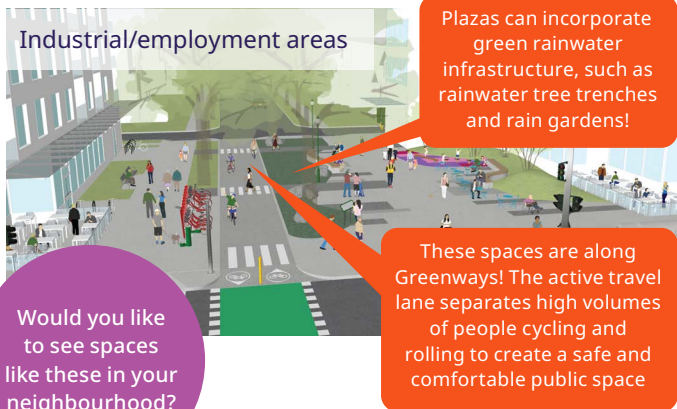 Industrial/employment areas
Plazas can incorporate
green rainwater
infrastructure, such as
rainwater tree trenches
and rain gardens!
These spaces are along
Greenways! The active travel
lane separates high volumes
of people cycling and
rolling to create a safe and
comfortable public space
Would you like
to see spaces
like these in your
neighbourhood?